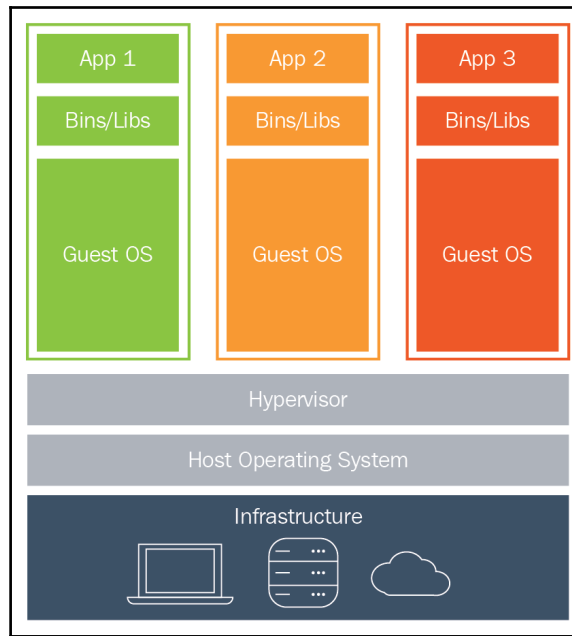 App 1
App 2
App 3
Bins/Libs
Bins/Libs
Bins/Libs
Guest OS
Guest OS
Guest OS
Hypervisor
Host Operating System
Infrastructure